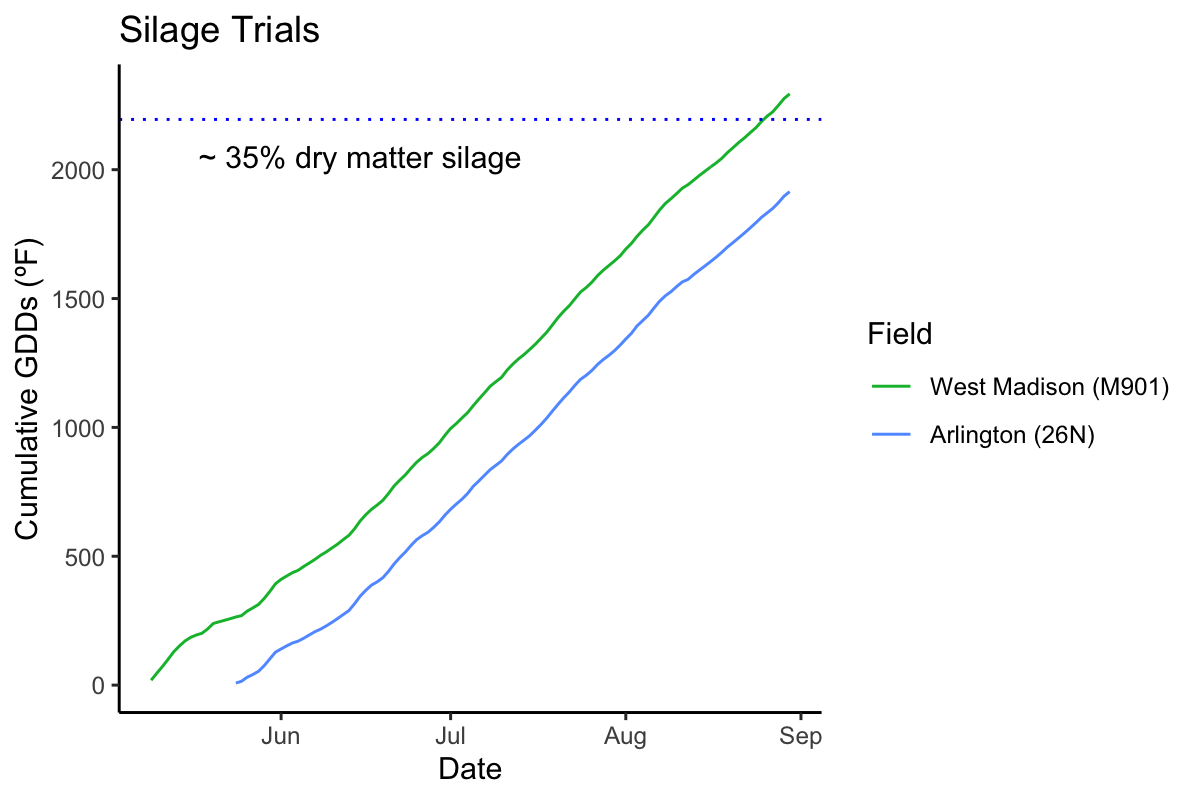 Silage Trials
~ 35% dry matter silage
Cumulative GDDs (ºF)
2000
1500
1000
500
0
Jun Jul Aug Sep
Date
Field
West Madison (M901)
Arlington (26N)